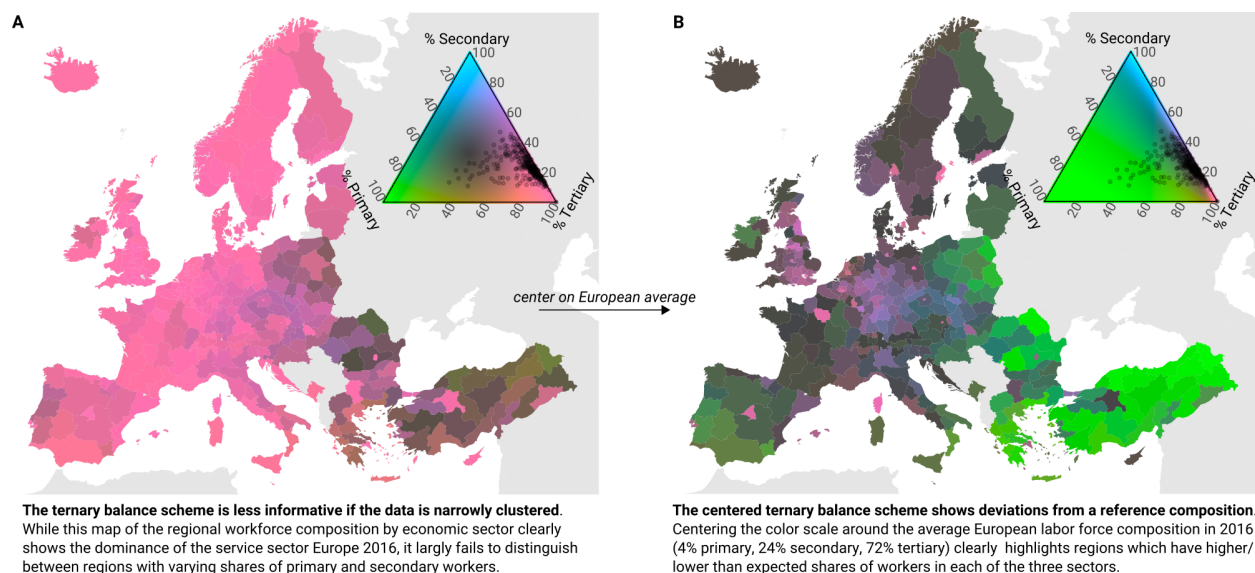 A
% Secondary
100
20
80
40
60
60
40
80
20
100
% Primary
20
40
60
80
100
% Tertiary
The ternary balance scheme is less informative if the data is narrowly clustered.
While this map of the regional workforce composition by economic sector clearly
shows the dominance of the service sector Europe 2016, it largely fails to distinguish
between regions with varying shares of primary and secondary workers.
center on European average
B
% Secondary
100
20
80
40
60
60
40
80
20
100
% Primary
20
40
60
80
100
% Tertiary
The centered ternary balance scheme shows deviations from a reference composition.
Centering the color scale around the average European labor force composition in 2016
(4% primary, 24% secondary, 72% tertiary) clearly highlights regions which have higher/
lower than expected shares of workers in each of the three sectors.